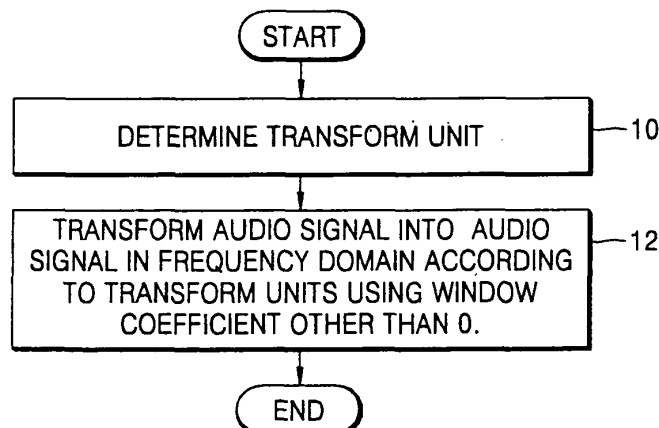 START
DETERMINE TRANSFORM UNIT
10
TRANSFORM AUDIO SIGNAL INTO AUDIO
SIGNAL IN FREQUENCY DOMAIN ACCORDING
TO TRANSFORM UNITS USING WINDOW
COEFFICIENT OTHER THAN 0.
12
END